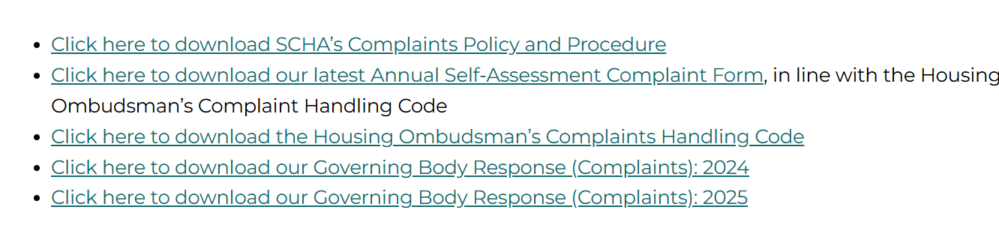 Click here to download SCHA’s Complaints Policy and Procedure
Click here to download our latest Annual Self-Assessment Complaint Form, in line with the Housing
Ombudsman’s Complaint Handling Code
Click here to download the Housing Ombudsman’s Complaints Handling Code
Click here to download our Governing Body Response (Complaints): 2024
Click here to download our Governing Body Response (Complaints): 2025